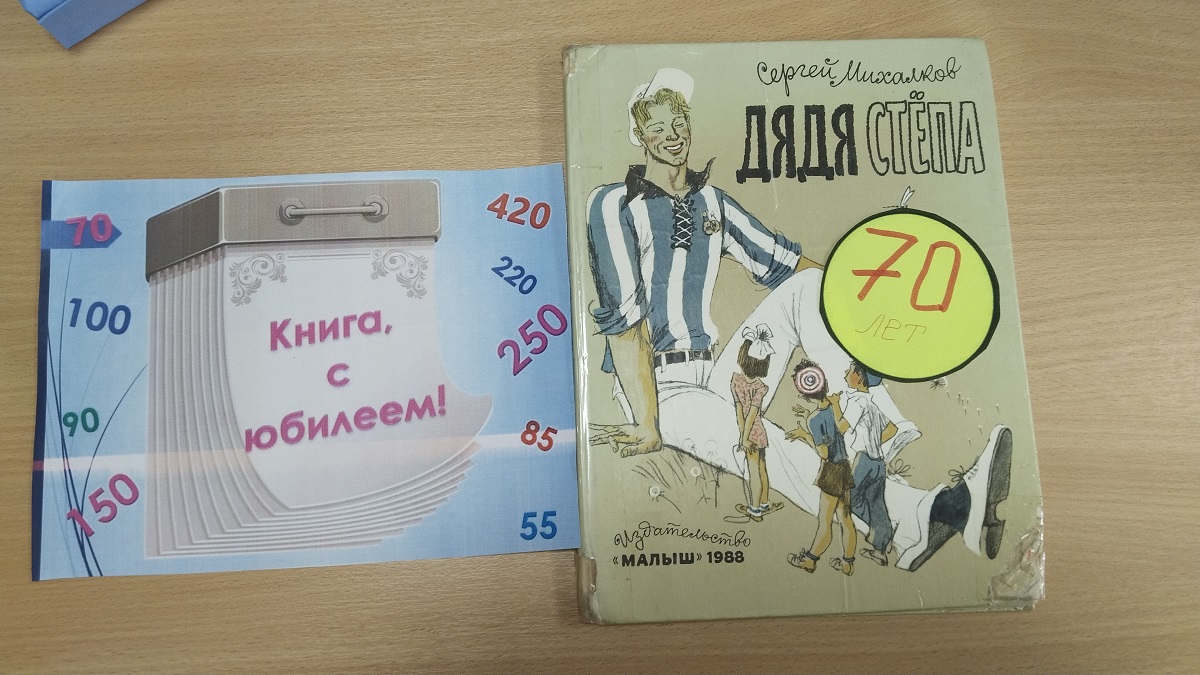 70
100
90
150
Книга,
с
юбилеем!
420
220
250
85
55
Сергей Михалков
ДЯДЯ СТЁПА
70
ЛЕТ
Издательство
«МАЛЫШ» 1988